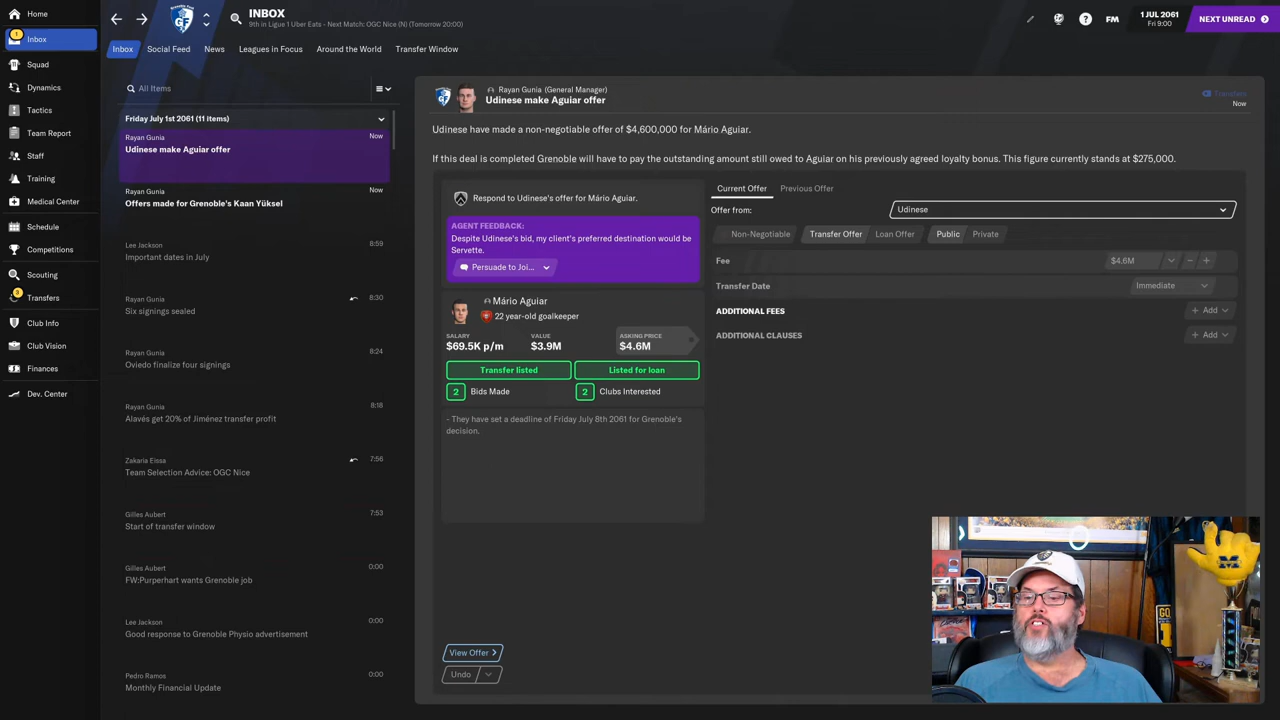 INBOX
9th in Ligue 1 Uber Eats - Next Match: OGC Nice (N) (Tomorrow 20:00)
FM
1 JUL 2061
Fri 9:00
NEXT UNREAD
Home
Inbox
Squad
Dynamics
Tactics
Team Report
Staff
Training
Medical Center
Schedule
Competitions
Scouting
3
Transfers
Club Info
Club Vision
Finances
Dev. Center
Inbox
Social Feed
News
Leagues in Focus
Around the World
Transfer Window
All Items
Friday July 1st 2061 (11 items)
Rayan Gunia
Now
Udinese make Aguiar offer
Rayan Gunia
Now
Offers made for Grenoble's Kaan Yüksel
Lee Jackson
8:59
Important dates in July
Rayan Gunia
8:30
Six signings sealed
Rayan Gunia
8:24
Oviedo finalize four signings
Rayan Gunia
8:18
Alavés get 20% of Jiménez transfer profit
Zakaria Eissa
7:56
Team Selection Advice: OGC Nice
Gilles Aubert
7:53
Start of transfer window
Gilles Aubert
0:00
FW:Purperhart wants Grenoble job
Lee Jackson
0:00
Good response to Grenoble Physio advertisement
Pedro Ramos
0:00
Monthly Financial Update
Rayan Gunia (General Manager)
Udinese make Aguiar offer
Transfers
Now
Udinese have made a non-negotiable offer of $4,600,000 for Mário Aguiar.
If this deal is completed Grenoble will have to pay the outstanding amount still owed to Aguiar on his previously agreed loyalty bonus. This figure currently stands at $275,000.
Respond to Udinese's offer for Mário Aguiar.
AGENT FEEDBACK:
Despite Udinese's bid, my client's preferred destination would be
Servette.
Persuade to Joi...
Mário Aguiar
22 year-old goalkeeper
SALARY
VALUE
ASKING PRICE
$69.5K p/m
$3.9M
$4.6M
Transfer listed
Listed for loan
2 Bids Made
2 Clubs Interested
- They have set a deadline of Friday July 8th 2061 for Grenoble's
decision.
Current Offer
Previous Offer
Offer from:
Udinese
Non-Negotiable
Transfer Offer
Loan Offer
Public
Private
Fee
$4.6M
Transfer Date
Immediate
ADDITIONAL FEES
+ Add
ADDITIONAL CLAUSES
+ Add
View Offer
Undo
M
GO